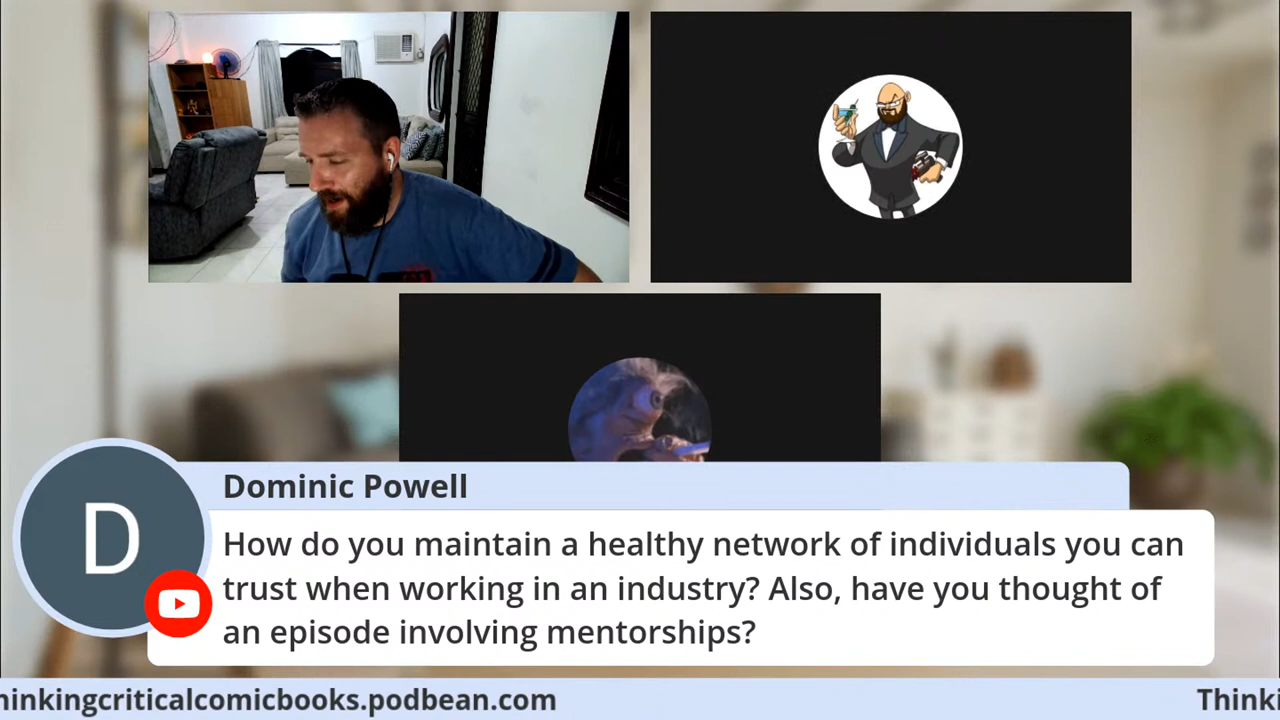 D
Dominic Powell
How do you maintain a healthy network of individuals you can
trust when working in an industry? Also, have you thought of
an episode involving mentorships?
hinkingcriticalcomicbooks.podbean.com
Thinki